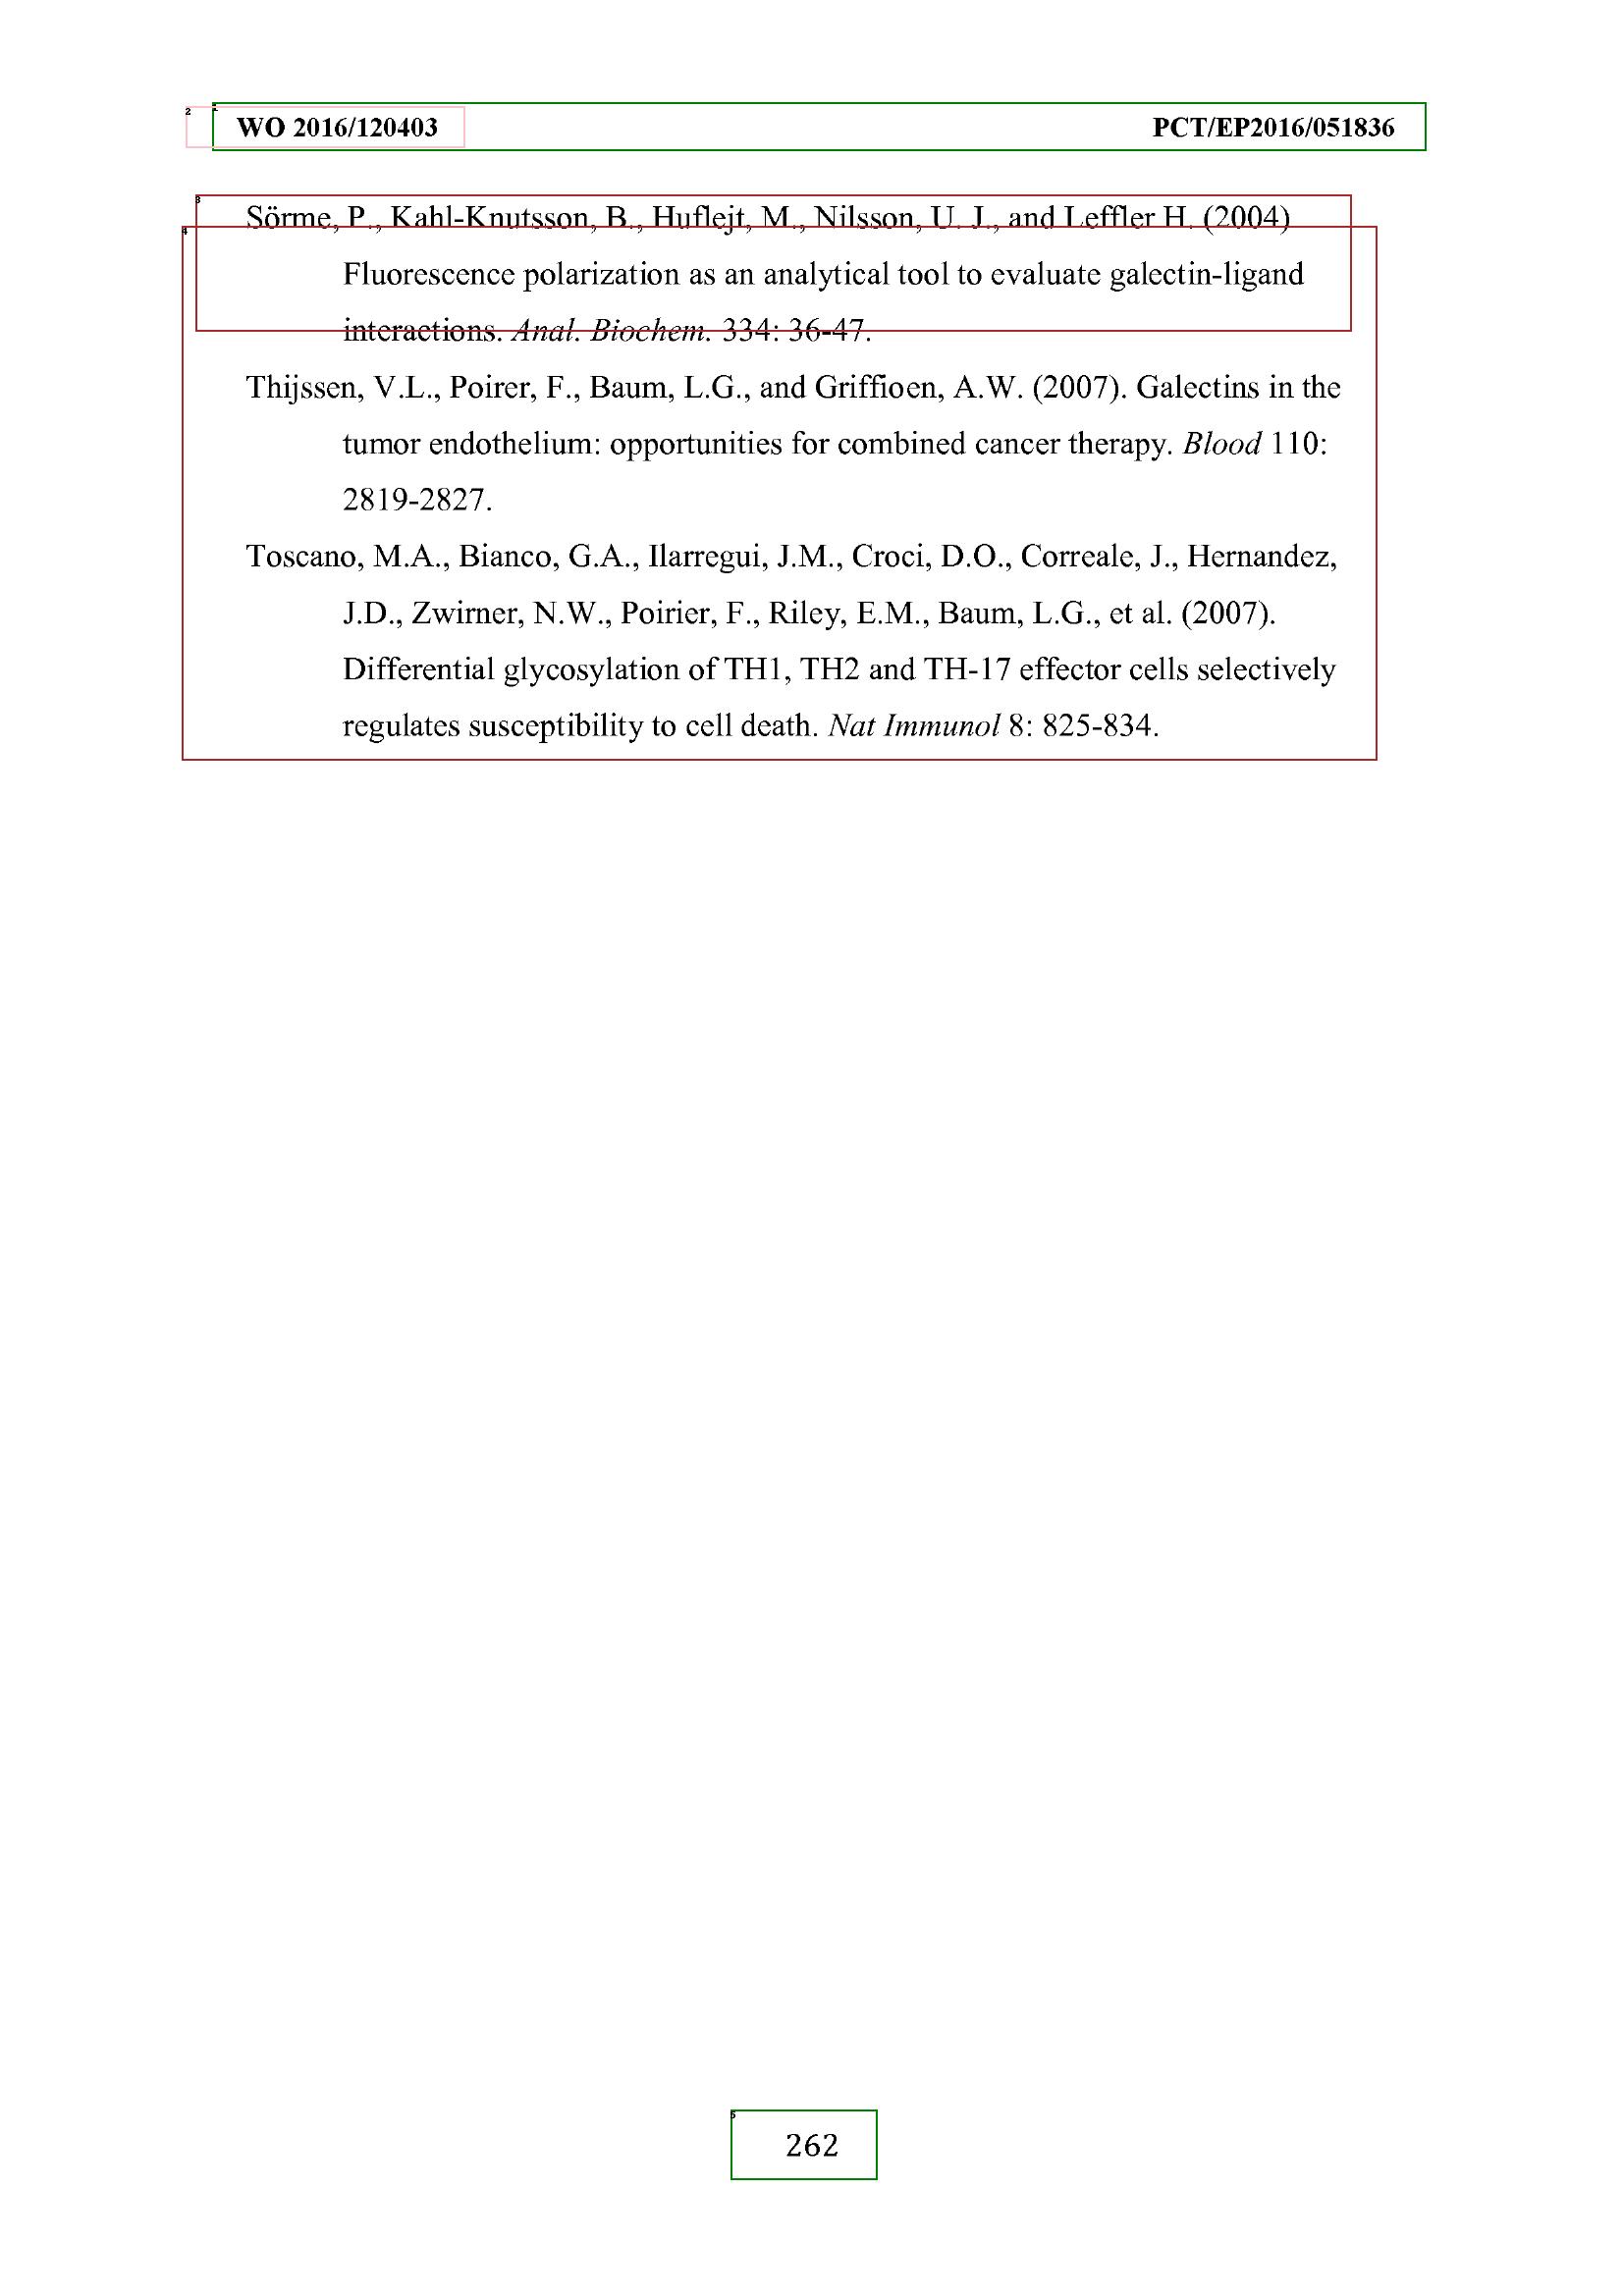 WO 2016/120403 PCT/EP2016/051836
Sörme, P., Kahl-Knutsson, B., Huflejt, M., Nilsson, U. J., and Leffler H. (2004)
Fluorescence polarization as an analytical tool to evaluate galectin-ligand
interactions. Anal. Biochem. 334: 36-47.
Thijssen, V.L., Poirer, F., Baum, L.G., and Griffioen, A.W. (2007). Galectins in the
tumor endothelium: opportunities for combined cancer therapy. Blood 110:
2819-2827.
Toscano, M.A., Bianco, G.A., Ilarregui, J.M., Croci, D.O., Correale, J., Hernandez,
J.D., Zwirner, N.W., Poirier, F., Riley, E.M., Baum, L.G., et al. (2007).
Differential glycosylation of TH1, TH2 and TH-17 effector cells selectively
regulates susceptibility to cell death. Nat Immunol 8: 825-834.
262